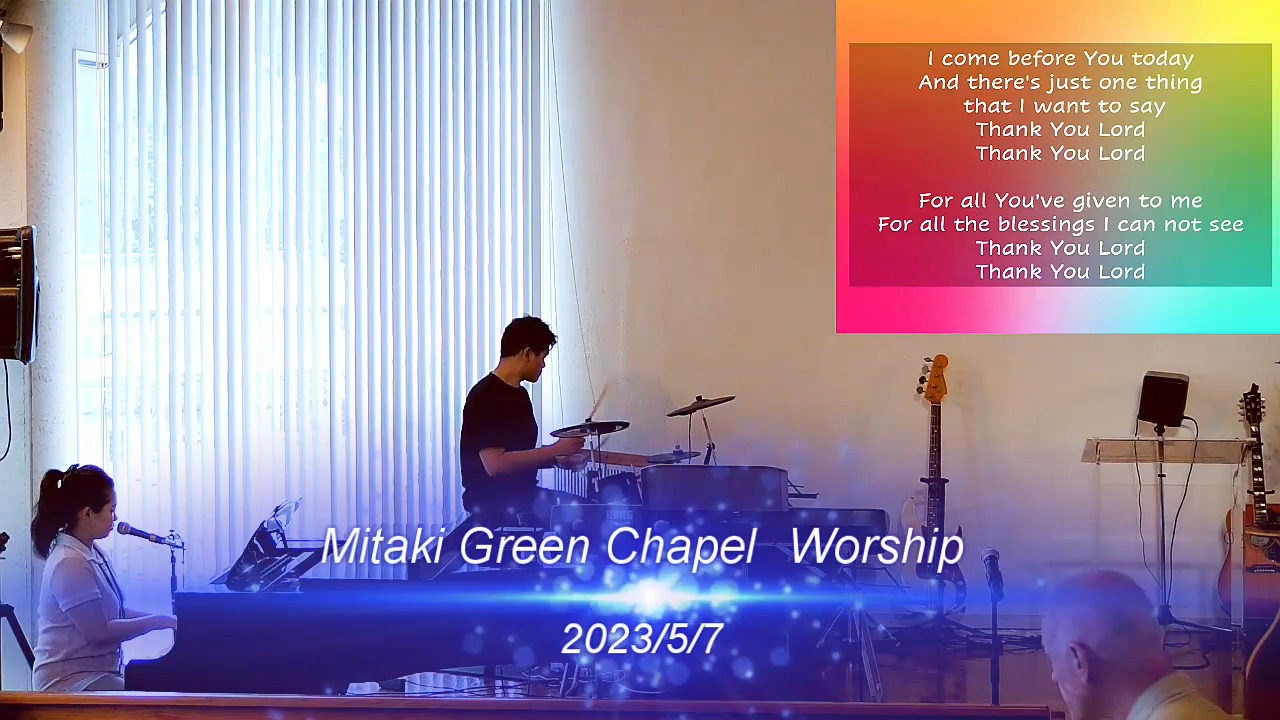 I come before You today
And there's just one thing
that I want to say
Thank You Lord
Thank You Lord
For all You've given to me
For all the blessings I can not see
Thank You Lord
Thank You Lord
KORG
Mitaki Green Chapel Worship
2023/5/7